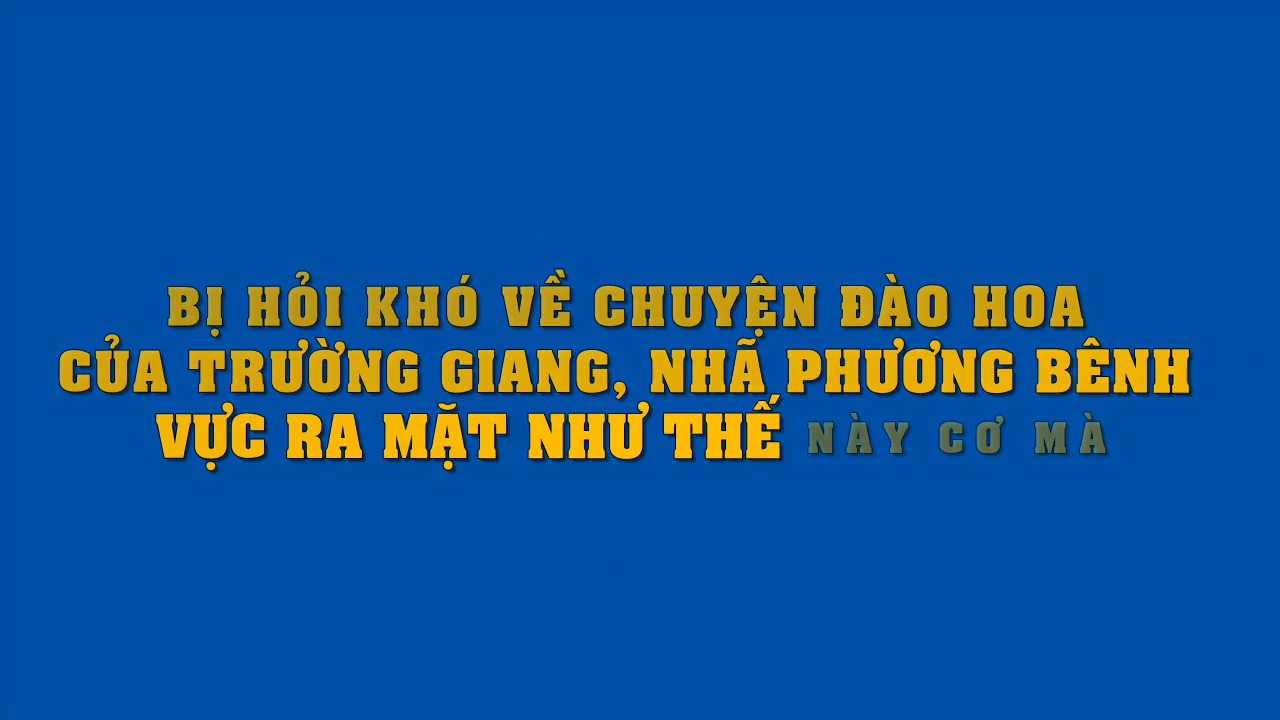 BỊ HỎI KHÓ VỀ CHUYỆN ĐÀO HOA
CỦA TRƯỜNG GIANG, NHÃ PHƯƠNG BÊNH
VỰC RA MẶT NHƯ THẾ NÀY CƠ MÀ